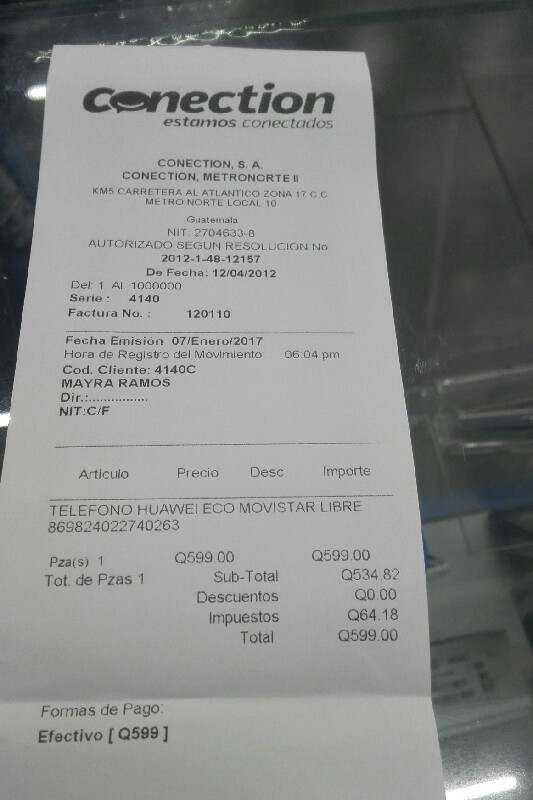 Conection
estamos conectados
CONECTION, S. A.
CONECTION, METRONORTE II
KM5 CARRETERA AL ATLANTICO ZONA 17 C.C
METRO NORTE LOCAL 10
Guatemala
NIT: 2704633-8
AUTORIZADO SEGUN RESOLUCION No
2012-1-48-12157
De Fecha: 12/04/2012
Del: 1 Al: 1000000
Serie : 4140
Factura No. : 120110
Fecha Emisión 07/Enero/2017
Hora de Registro del Movimiento 06:04 pm
Cod. Cliente: 4140C
MAYRA RAMOS
Dir.:...............
NIT:C/F
Articulo Precio Desc. Importe
TELEFONO HUAWEI ECO MOVISTAR LIBRE
869824022740263
Pza(s) 1 Q599.00 Q599.00
Tot. de Pzas 1 Sub-Total Q534.82
Descuentos Q0.00
Impuestos Q64.18
Total Q599.00
Formas de Pago:
Efectivo [ Q599 ]